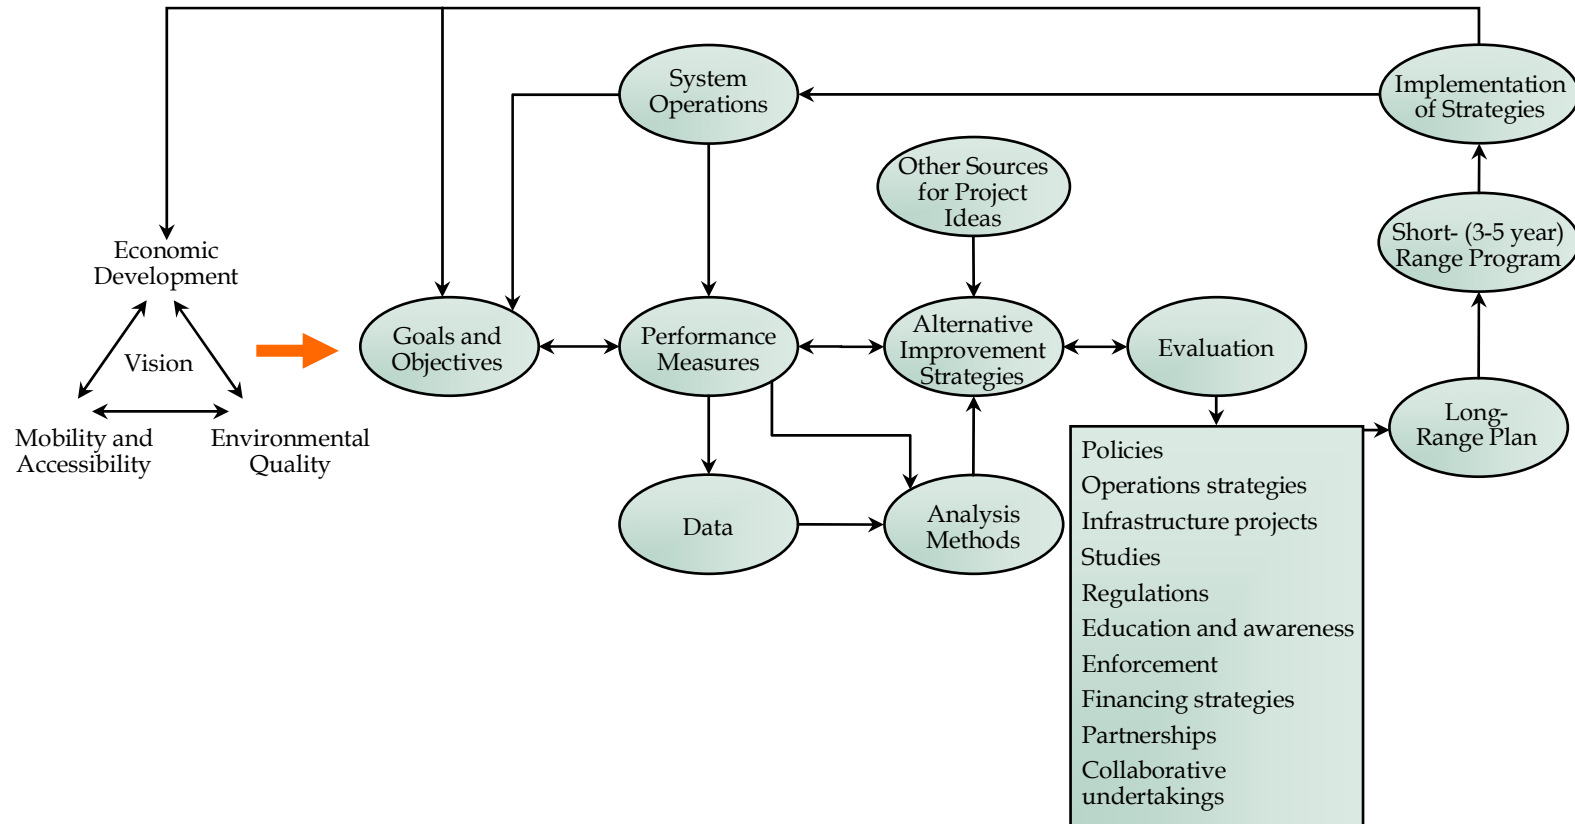 System
Operations
Implementation
of Strategies
Other Sources
for Project
Ideas
Short- (3-5 year)
Range Program
Economic
Development
Vision
Mobility and
Accessibility
Environmental
Quality
Goals and
Objectives
Performance
Measures
Alternative
Improvement
Strategies
Evaluation
Long-
Range Plan
Data
Analysis
Methods
Policies
Operations strategies
Infrastructure projects
Studies
Regulations
Education and awareness
Enforcement
Financing strategies
Partnerships
Collaborative
undertakings